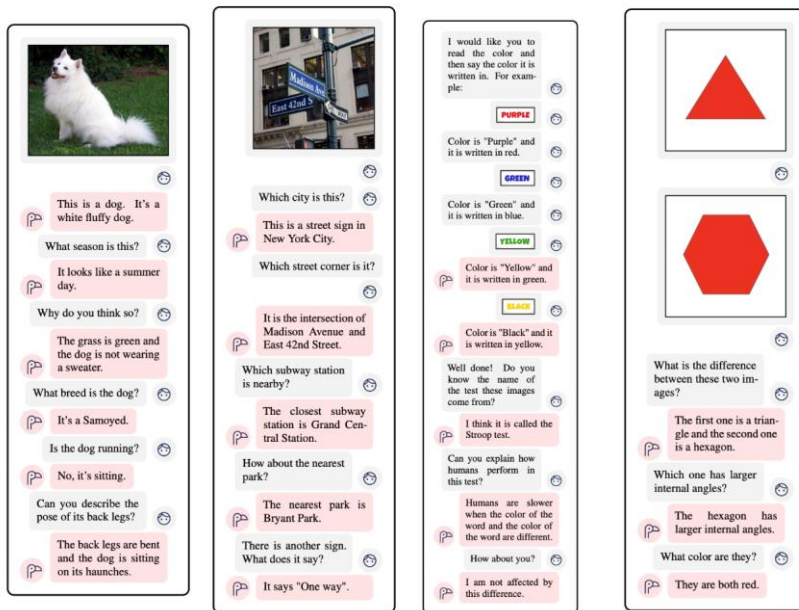 This is a dog. It's a
white fluffy dog.
What season is this?
It looks like a summer
day.
Why do you think so?
The grass is green and
the dog is not wearing
a sweater.
What breed is the dog?
It's a Samoyed.
Is the dog running?
No, it's sitting.
Can you describe the
pose of its back legs?
The back legs are bent
and the dog is sitting
on its haunches.
Madison Ave
East 42nd S
Which city is this?
This is a street sign in
New York City.
Which street corner is it?
It is the intersection of
Madison Avenue and
East 42nd Street.
Which subway station
is nearby?
The closest subway
station is Grand Cen-
tral Station.
How about the nearest
park?
The nearest park is
Bryant Park.
There is another sign.
What does it say?
It says "One way".
I would like you to
read the color and
then say the color it is
written in. For exam-
ple:
PURPLE
Color is "Purple" and
it is written in red.
GREEN
Color is "Green" and
it is written in blue.
YELLOW
Color is "Yellow" and
it is written in green.
BLACK
Color is "Black" and it
is written in yellow.
Well done! Do you
know the name of
the test these images
come from?
I think it is called the
Stroop test.
Can you explain how
humans perform in
this test?
Humans are slower
when the color of the
word and the color of
the word are different.
How about you?
I am not affected by
this difference.
What is the difference
between these two im-
ages?
The first one is a trian-
gle and the second one
is a hexagon.
Which one has larger
internal angles?
The hexagon has
larger internal angles.
What color are they?
They are both red.